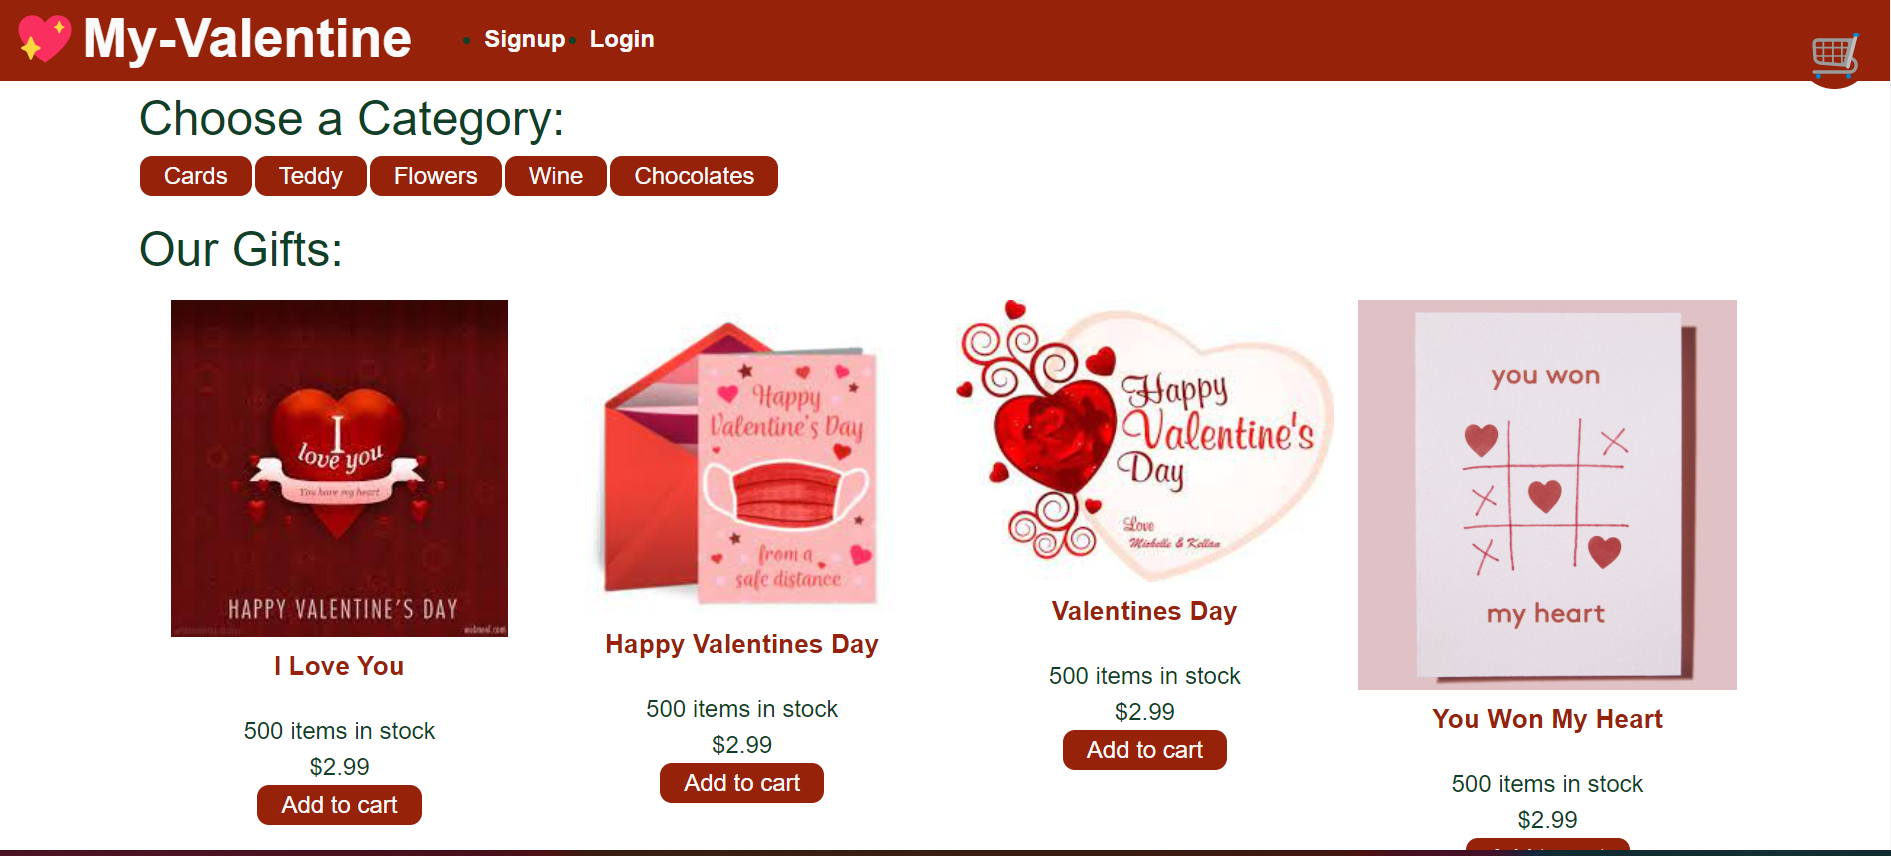 My-Valentine
Signup
Login
Choose a Category:
Cards
Teddy
Flowers
Wine
Chocolates
Our Gifts:
I
love you
You have my heart
HAPPY VALENTINE'S DAY
I Love You
500 items in stock
$2.99
Add to cart
Happy
Valentine's Day
from a
safe distance
Happy Valentines Day
500 items in stock
$2.99
Add to cart
Happy
Valentine's
Day
Love
Michelle & Kellan
Valentines Day
500 items in stock
$2.99
Add to cart
you won
my heart
You Won My Heart
500 items in stock
$2.99